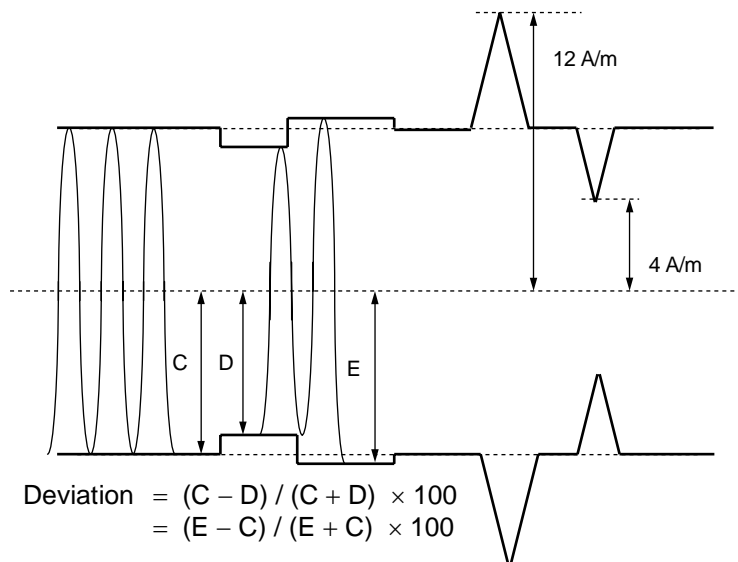 12 A/m
4 A/m
C
D
E
Deviation = (C – D) / (C + D) × 100
= (E – C) / (E + C) × 100